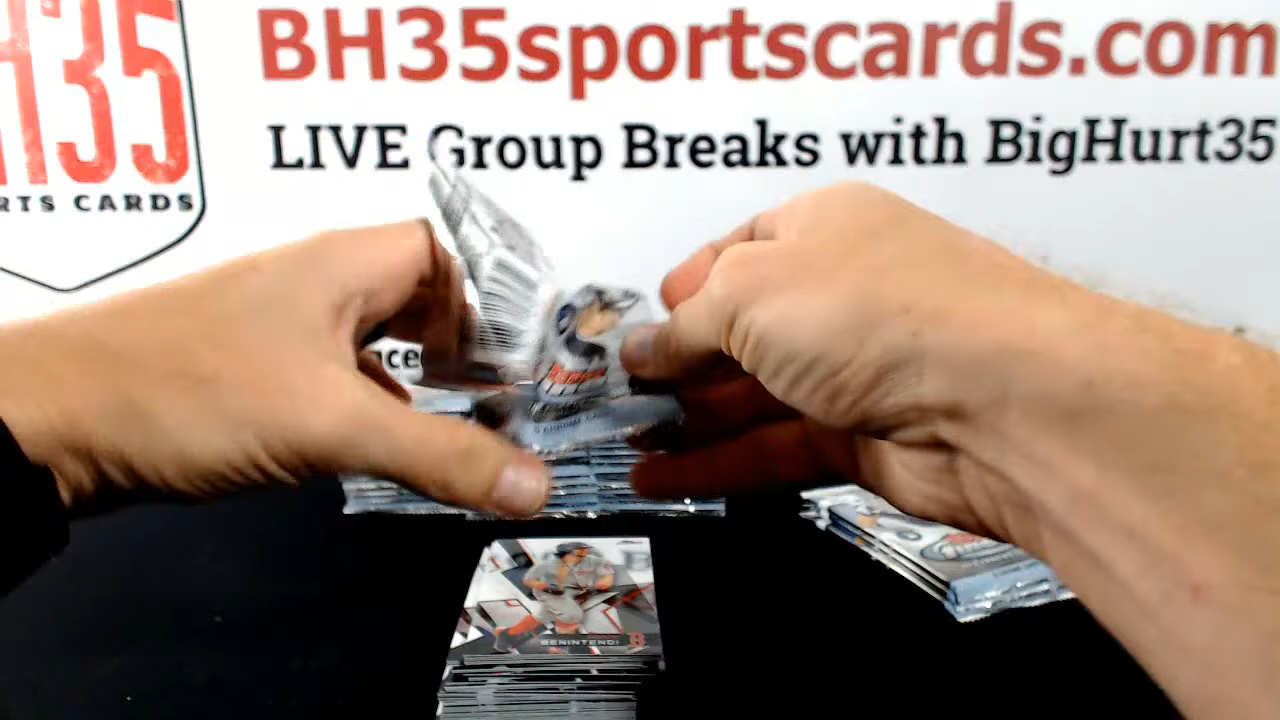 H35
RTS CARDS
BH35sportscards.com
LIVE Group Breaks with BigHurt35
BENINTENDI
B